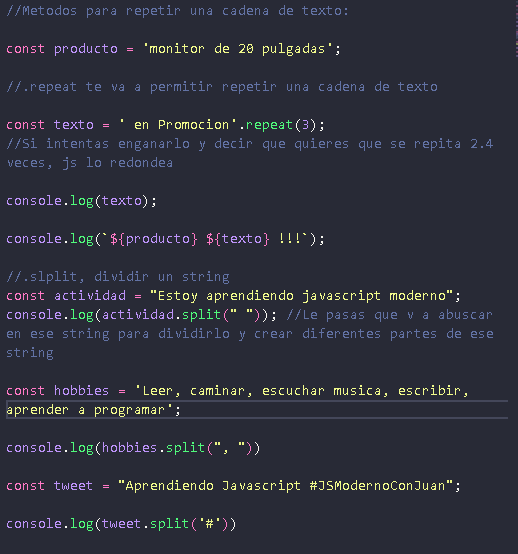 //Metodos para repetir una cadena de texto:
const producto = 'monitor de 20 pulgadas';
//.repeat te va a permitir repetir una cadena de texto
const texto = ' en Promocion'.repeat(3);
//Si intentas enganarlo y decir que quieres que se repita 2.4
veces, js lo redondea
console.log(texto);
console.log(`${producto} ${texto} !!!`);
//.slplit, dividir un string
const actividad = "Estoy aprendiendo javascript moderno";
console.log(actividad.split(" ")); //Le pasas que v a abuscar
en ese string para dividirlo y crear diferentes partes de ese
string
const hobbies = 'Leer, caminar, escuchar musica, escribir,
aprender a programar';
console.log(hobbies.split(", "))
const tweet = "Aprendiendo Javascript #JSModernoConJuan";
console.log(tweet.split('#'))